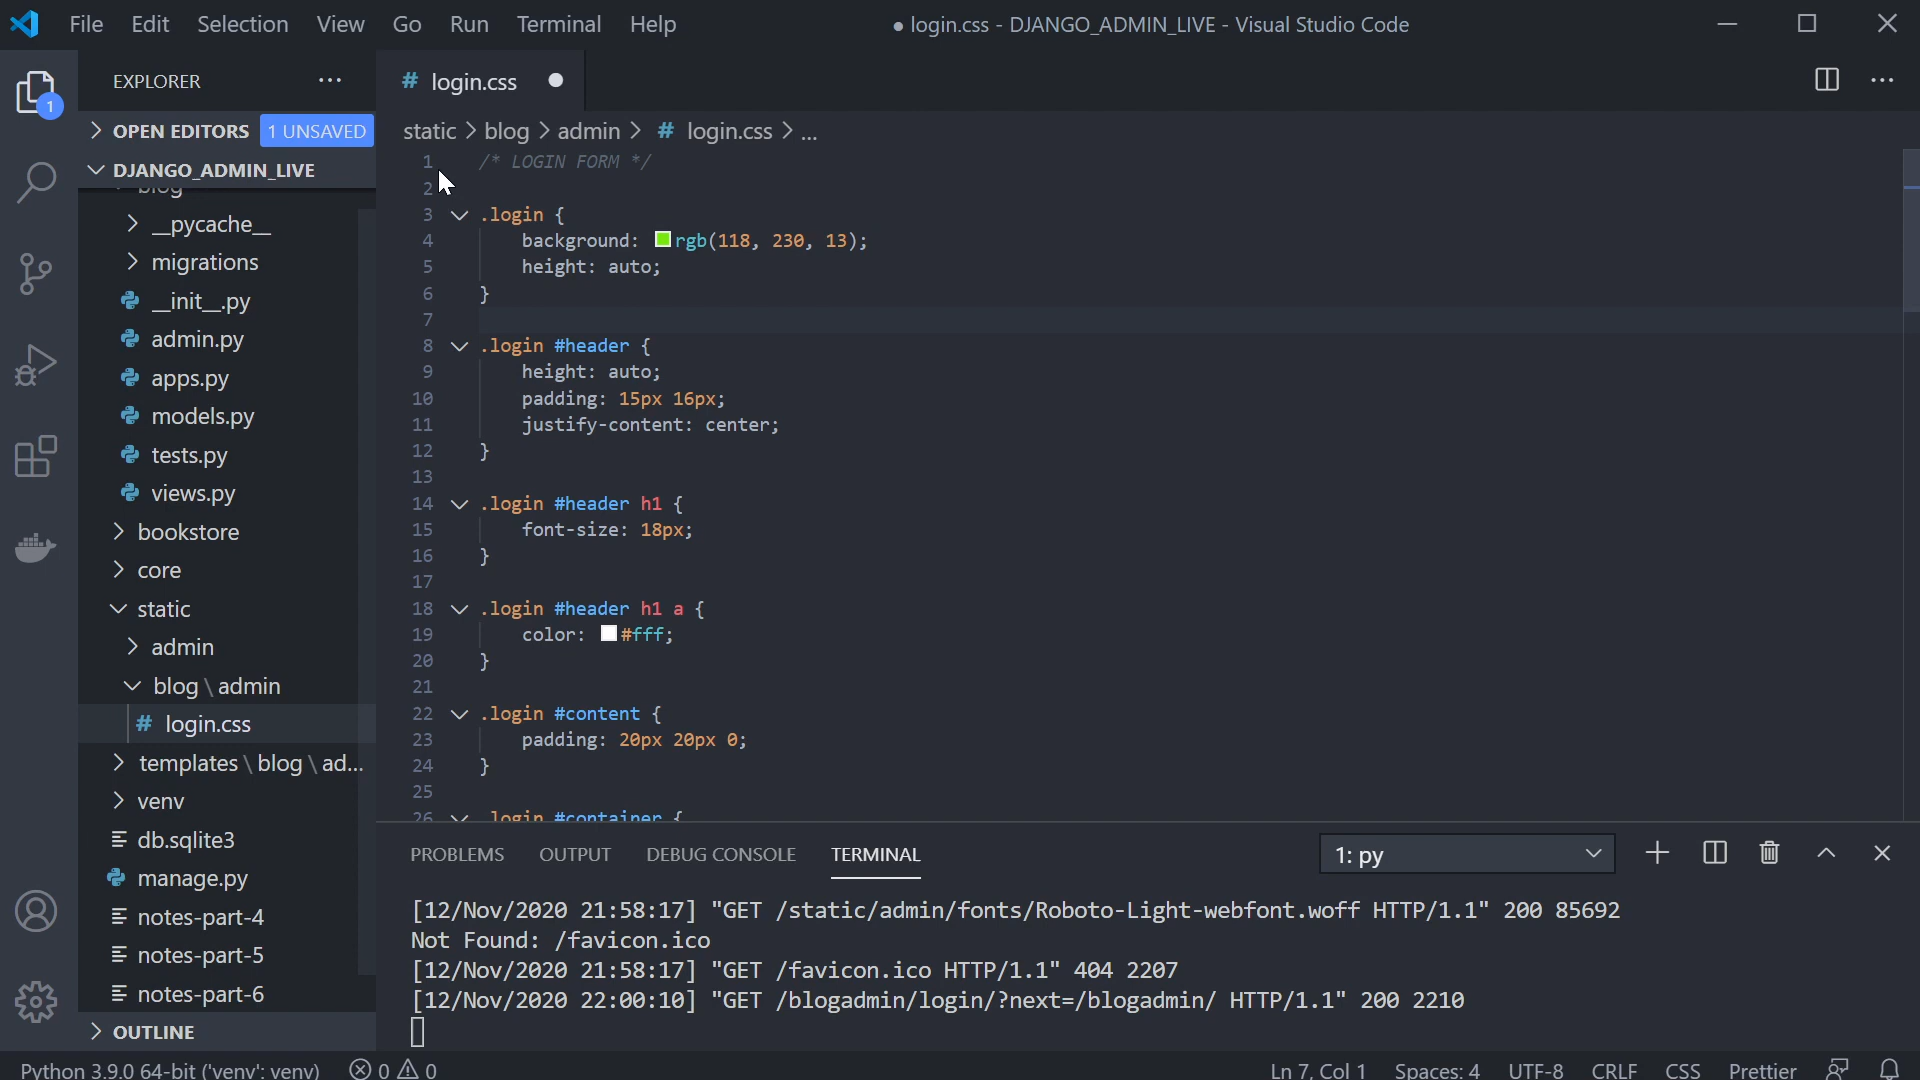 File Edit Selection View Go Run Terminal Help
● login.css - DJANGO_ADMIN_LIVE - Visual Studio Code
EXPLORER
1
OPEN EDITORS 1 UNSAVED
DJANGO_ADMIN_LIVE
blog
__pycache__
migrations
__init__.py
admin.py
apps.py
models.py
tests.py
views.py
bookstore
core
static
admin
blog \ admin
# login.css
templates \ blog \ ad...
venv
db.sqlite3
manage.py
notes-part-4
notes-part-5
notes-part-6
OUTLINE
# login.css
static > blog > admin > # login.css > ...
1 /* LOGIN FORM */
2
3 .login {
4 background: rgb(118, 230, 13);
5 height: auto;
6 }
7
8 .login #header {
9 height: auto;
10 padding: 15px 16px;
11 justify-content: center;
12 }
13
14 .login #header h1 {
15 font-size: 18px;
16 }
17
18 .login #header h1 a {
19 color: #fff;
20 }
21
22 .login #content {
23 padding: 20px 20px 0;
24 }
25
26 .login #container {
PROBLEMS OUTPUT DEBUG CONSOLE TERMINAL 1: py
[12/Nov/2020 21:58:17] "GET /static/admin/fonts/Roboto-Light-webfont.woff HTTP/1.1" 200 85692
Not Found: /favicon.ico
[12/Nov/2020 21:58:17] "GET /favicon.ico HTTP/1.1" 404 2207
[12/Nov/2020 22:00:10] "GET /blogadmin/login/?next=/blogadmin/ HTTP/1.1" 200 2210
Python 3.9.0 64-bit ('venv': venv) 0 0 Ln 7, Col 1 Spaces: 4 UTF-8 CRLF CSS Prettier